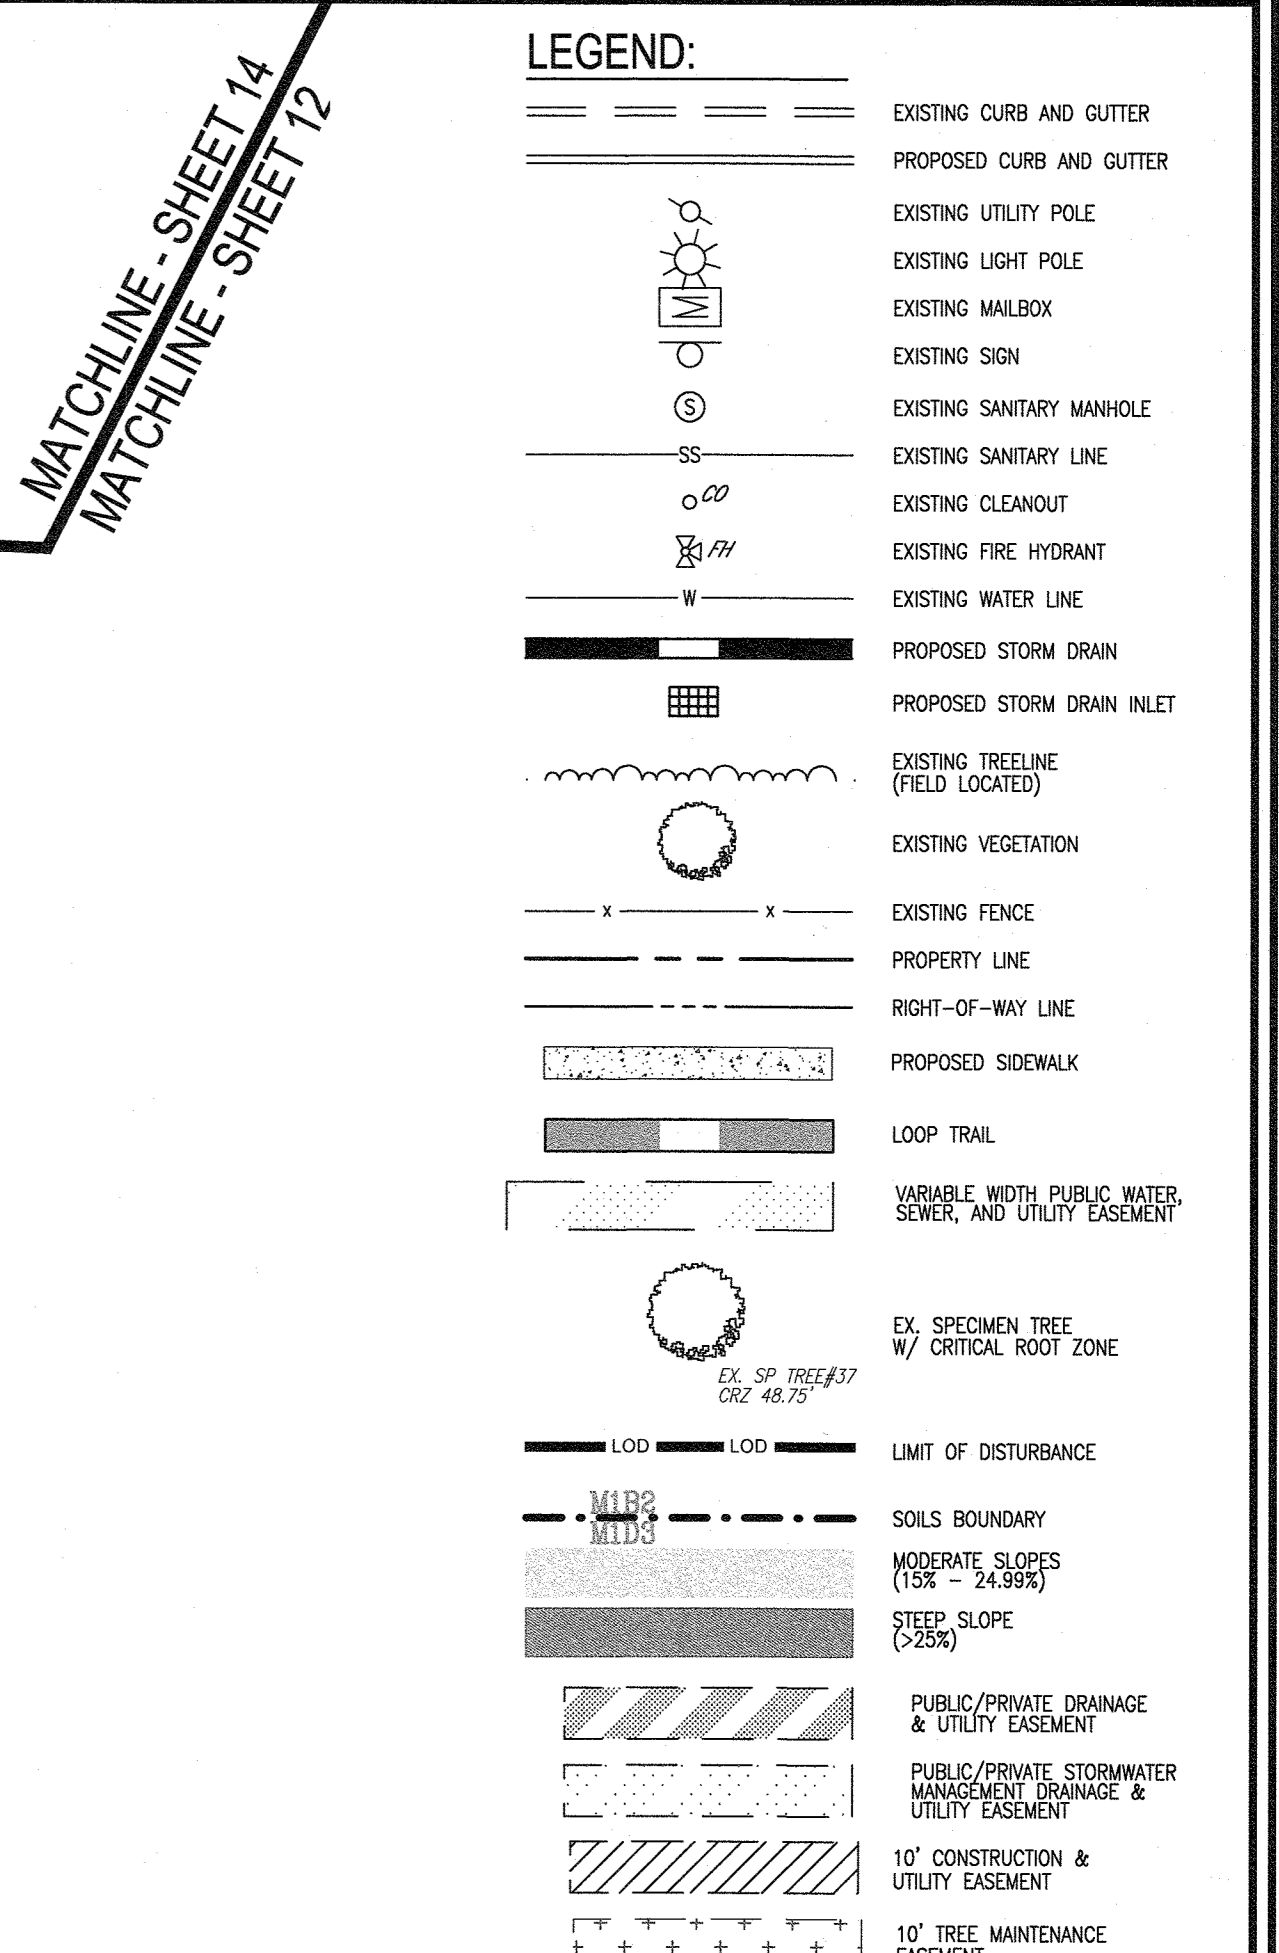 MATCHLINE - SHEET 14
MATCHLINE - SHEET 12
LEGEND:
EXISTING CURB AND GUTTER
PROPOSED CURB AND GUTTER
EXISTING UTILITY POLE
EXISTING LIGHT POLE
EXISTING MAILBOX
EXISTING SIGN
S EXISTING SANITARY MANHOLE
SS EXISTING SANITARY LINE
CO EXISTING CLEANOUT
FH EXISTING FIRE HYDRANT
W EXISTING WATER LINE
PROPOSED STORM DRAIN
PROPOSED STORM DRAIN INLET
EXISTING TREELINE
(FIELD LOCATED)
EXISTING VEGETATION
X X EXISTING FENCE
PROPERTY LINE
RIGHT-OF-WAY LINE
PROPOSED SIDEWALK
LOOP TRAIL
VARIABLE WIDTH PUBLIC WATER,
SEWER, AND UTILITY EASEMENT
EX. SPECIMEN TREE
W/ CRITICAL ROOT ZONE
EX. SP TREE#37
CRZ 48.75'
LOD LOD LIMIT OF DISTURBANCE
M1B2
M1D3
SOILS BOUNDARY
MODERATE SLOPES
(15% - 24.99%)
STEEP SLOPE
(>25%)
PUBLIC/PRIVATE DRAINAGE
& UTILITY EASEMENT
PUBLIC/PRIVATE STORMWATER
MANAGEMENT DRAINAGE &
UTILITY EASEMENT
10' CONSTRUCTION &
UTILITY EASEMENT
10' TREE MAINTENANCE
EASEMENT